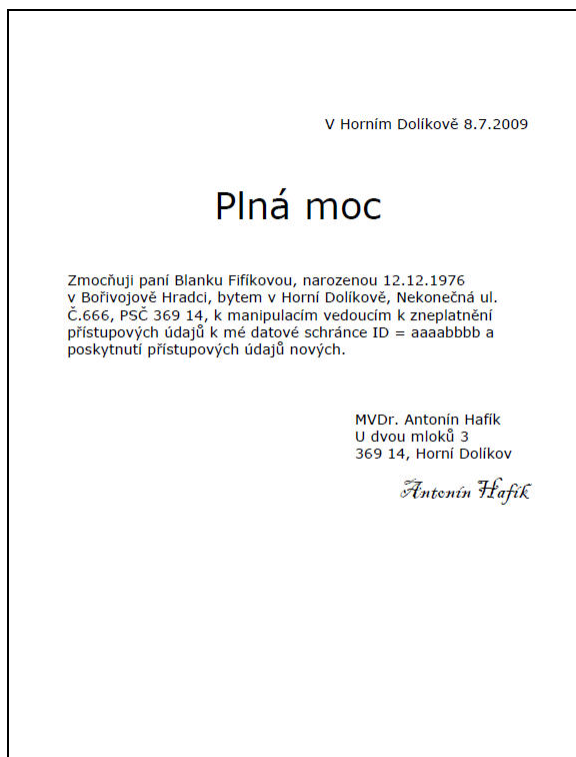 V Horním Dolíkově 8.7.2009
Plná moc
Zmocňuji paní Blanku Fifíkovou, narozenou 12.12.1976
v Bořivojově Hradci, bytem v Horní Dolíkově, Nekonečná ul.
Č.666, PSČ 369 14, k manipulacím vedoucím k zneplatnění
přístupových údajů k mé datové schránce ID = aaaabbbb a
poskytnutí přístupových údajů nových.
MVDr. Antonín Hafík
U dvou mloků 3
369 14, Horní Dolíkov
Antonín Hafík